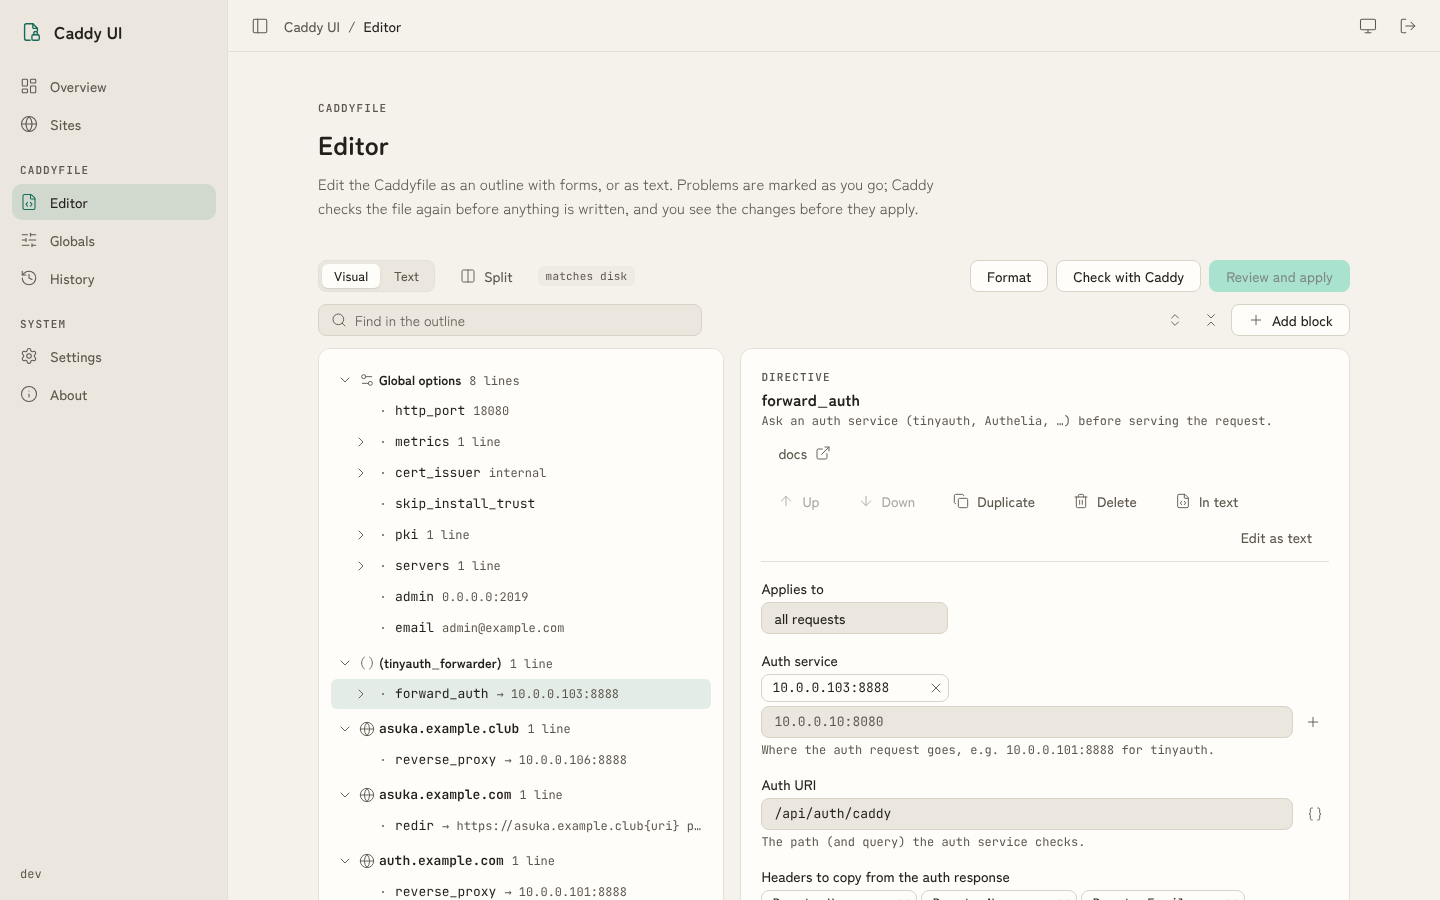 Caddy UI
Overview
Sites
CADDYFILE
Editor
Globals
History
SYSTEM
Settings
About
dev
Caddy UI / Editor
CADDYFILE
Editor
Edit the Caddyfile as an outline with forms, or as text. Problems are marked as you go; Caddy
checks the file again before anything is written, and you see the changes before they apply.
Visual Text Split matches disk Format Check with Caddy Review and apply
Find in the outline
Add block
Global options 8 lines
· http_port 18080
· metrics 1 line
· cert_issuer internal
· skip_install_trust
· pki 1 line
· servers 1 line
· admin 0.0.0.0:2019
· email admin@example.com
() (tinyauth_forwarder) 1 line
· forward_auth → 10.0.0.103:8888
asuka.example.club 1 line
· reverse_proxy → 10.0.0.106:8888
asuka.example.com 1 line
· redir → https://asuka.example.club{uri} p…
auth.example.com 1 line
· reverse_proxy → 10.0.0.101:8888
DIRECTIVE
forward_auth
Ask an auth service (tinyauth, Authelia, …) before serving the request.
docs
Up Down Duplicate Delete In text
Edit as text
Applies to
all requests
Auth service
10.0.0.103:8888
10.0.0.10:8080
Where the auth request goes, e.g. 10.0.0.101:8888 for tinyauth.
Auth URI
/api/auth/caddy {}
The path (and query) the auth service checks.
Headers to copy from the auth response